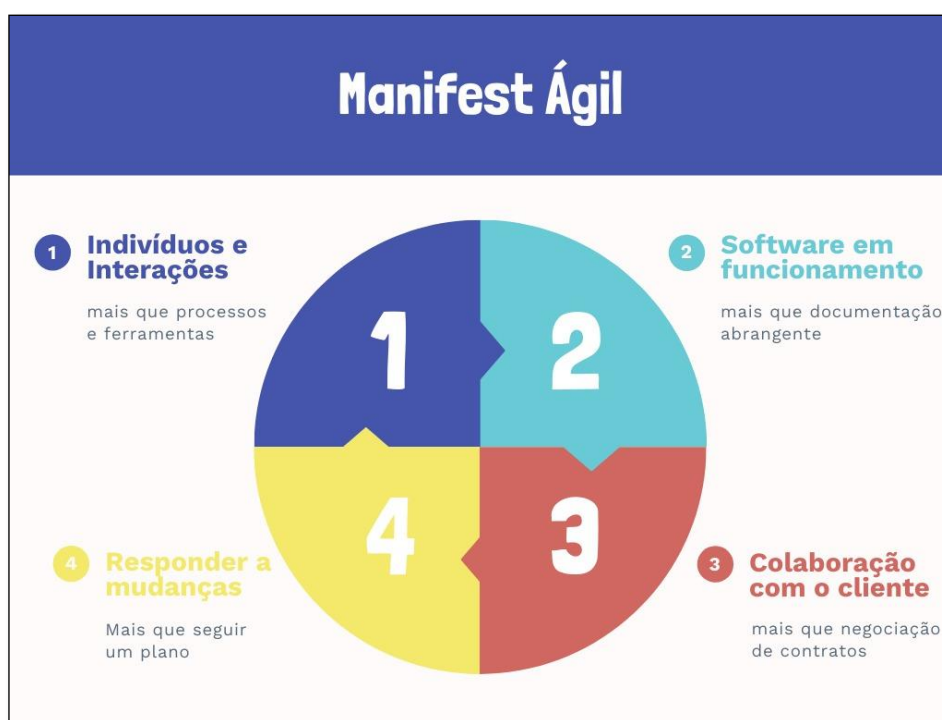 Manifest Ágil
1
Indivíduos e
Interações
mais que processos
e ferramentas
2
Software em
funcionamento
mais que documentação
abrangente
1
2
4
3
4
Responder a
mudanças
Mais que seguir
um plano
3
Colaboração
com o cliente
mais que negociação
de contratos